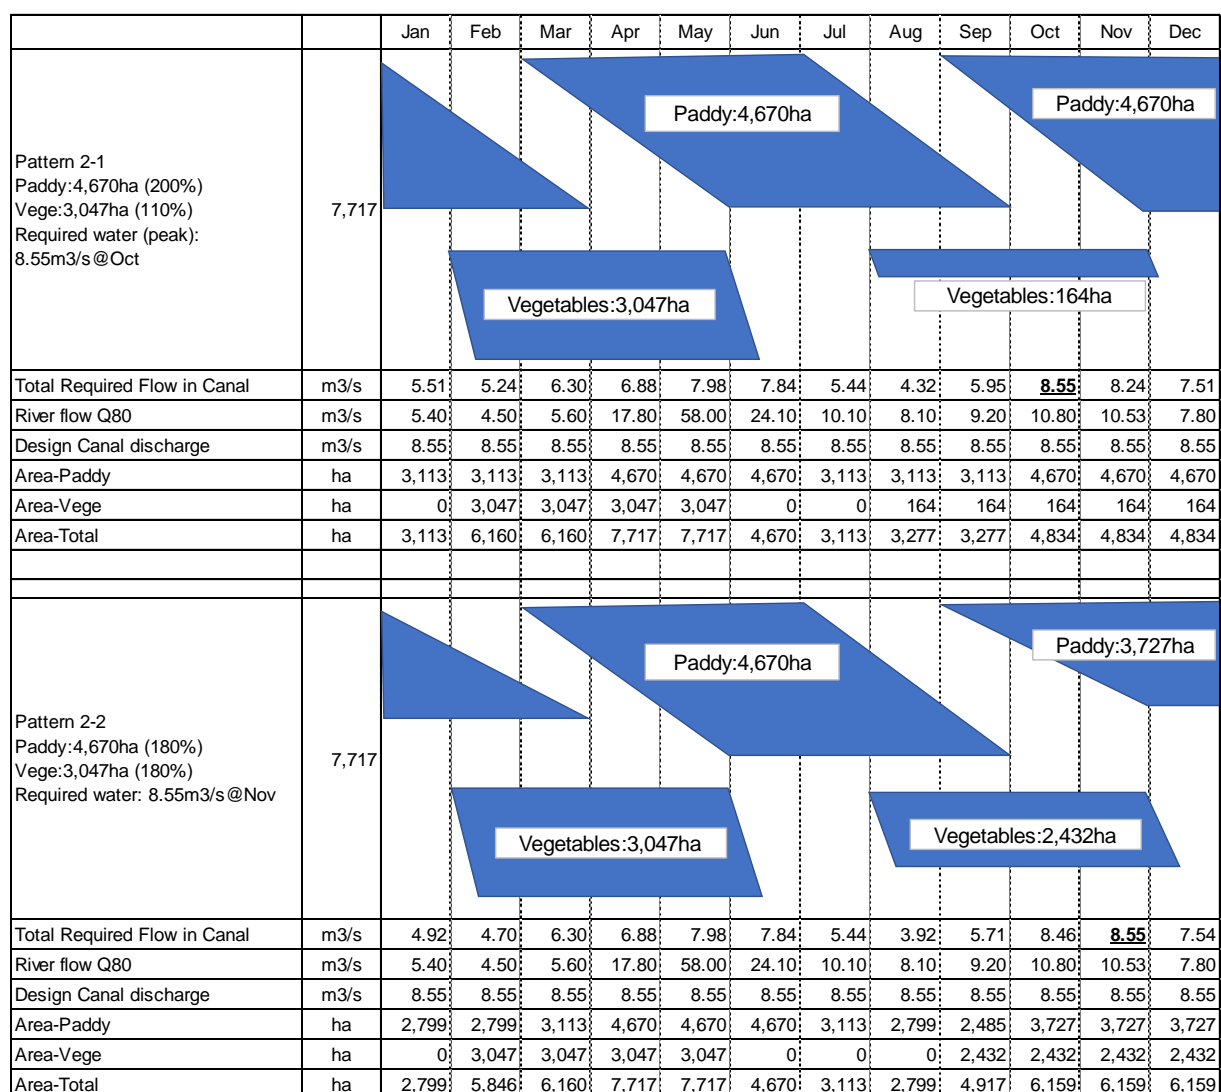 Jan Feb Mar Apr May Jun Jul Aug Sep Oct Nov Dec
Pattern 2-1
Paddy:4,670ha (200%)
Vege:3,047ha (110%)
Required water (peak):
8.55m3/s@Oct
7,717
Paddy:4,670ha
Paddy:4,670ha
Vegetables:3,047ha
Vegetables:164ha
Total Required Flow in Canal m3/s 5.51 5.24 6.30 6.88 7.98 7.84 5.44 4.32 5.95 8.55 8.24 7.51
River flow Q80 m3/s 5.40 4.50 5.60 17.80 58.00 24.10 10.10 8.10 9.20 10.80 10.53 7.80
Design Canal discharge m3/s 8.55 8.55 8.55 8.55 8.55 8.55 8.55 8.55 8.55 8.55 8.55 8.55
Area-Paddy ha 3,113 3,113 3,113 4,670 4,670 4,670 3,113 3,113 3,113 4,670 4,670 4,670
Area-Vege ha 0 3,047 3,047 3,047 3,047 0 0 164 164 164 164 164
Area-Total ha 3,113 6,160 6,160 7,717 7,717 4,670 3,113 3,277 3,277 4,834 4,834 4,834
Pattern 2-2
Paddy:4,670ha (180%)
Vege:3,047ha (180%)
Required water: 8.55m3/s@Nov
7,717
Paddy:4,670ha
Paddy:3,727ha
Vegetables:3,047ha
Vegetables:2,432ha
Total Required Flow in Canal m3/s 4.92 4.70 6.30 6.88 7.98 7.84 5.44 3.92 5.71 8.46 8.55 7.54
River flow Q80 m3/s 5.40 4.50 5.60 17.80 58.00 24.10 10.10 8.10 9.20 10.80 10.53 7.80
Design Canal discharge m3/s 8.55 8.55 8.55 8.55 8.55 8.55 8.55 8.55 8.55 8.55 8.55 8.55
Area-Paddy ha 2,799 2,799 3,113 4,670 4,670 4,670 3,113 2,799 2,485 3,727 3,727 3,727
Area-Vege ha 0 3,047 3,047 3,047 3,047 0 0 0 2,432 2,432 2,432 2,432
Area-Total ha 2,799 5,846 6,160 7,717 7,717 4,670 3,113 2,799 4,917 6,159 6,159 6,159